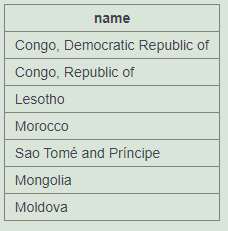 name
Congo, Democratic Republic of
Congo, Republic of
Lesotho
Morocco
Sao Tomé and Príncipe
Mongolia
Moldova